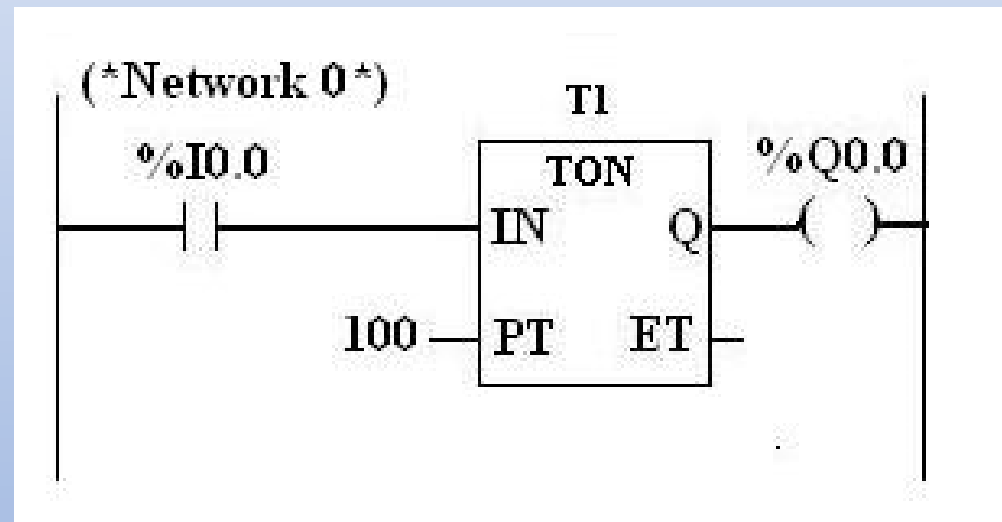 (*Network 0*)
T1
%I0.0
TON
%Q0.0
IN
Q
100
PT
ET